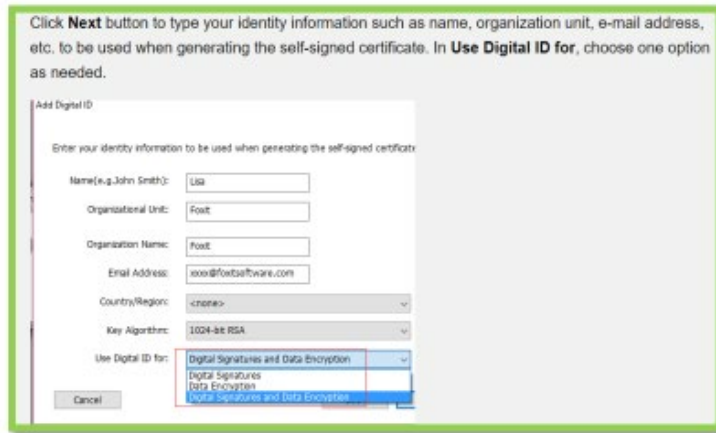 Click Next button to type your identity information such as name, organization unit, e-mail address,
etc. to be used when generating the self-signed certificate. In Use Digital ID for, choose one option
as needed.
Add Digital ID
Enter your identity information to be used when generating the self-signed certificate
Name(e.g.John Smith): Lisa
Organizational Unit: Foxit
Organization Name: Foxit
Email Address: xxxx@foxitsoftware.com
Country/Region: <none>
Key Algorithm: 1024-bit RSA
Use Digital ID for: Digital Signatures and Data Encryption
Digital Signatures
Data Encryption
Digital Signatures and Data Encryption
Cancel